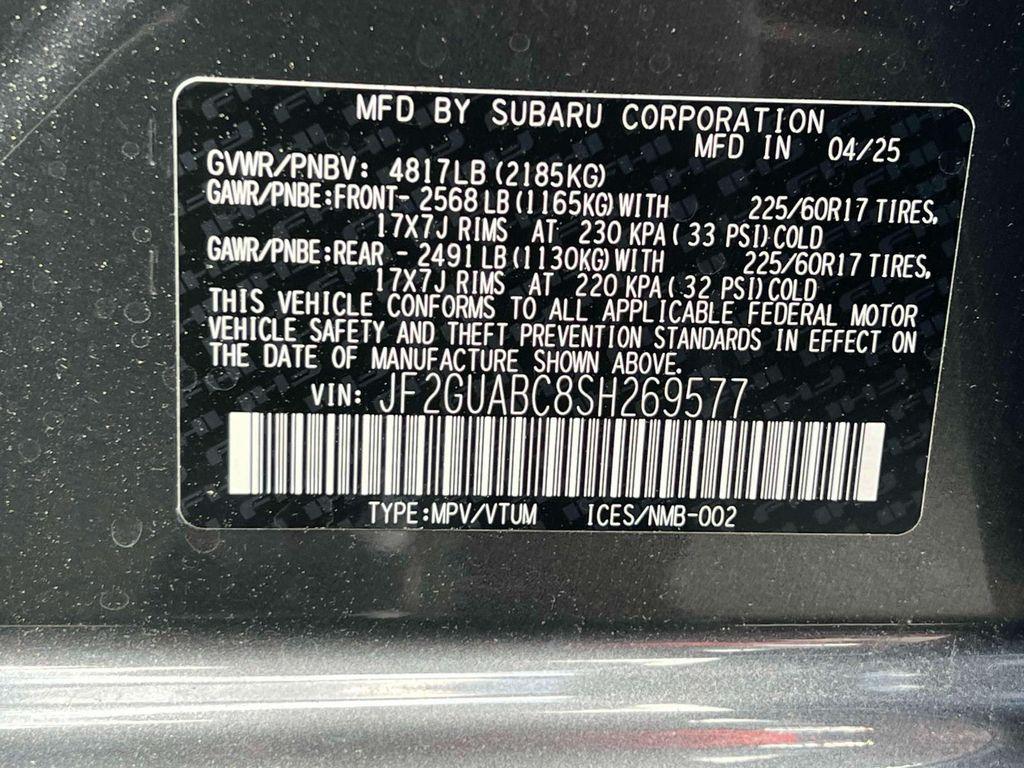 MFD BY SUBARU CORPORATION
MFD IN 04/25
GVWR/PNBV: 4817LB (2185KG)
GAWR/PNBE:FRONT- 2568 LB (1165KG) WITH 225/60R17 TIRES,
17X7J RIMS AT 230 KPA ( 33 PSI) COLD
GAWR/PNBE:REAR - 2491 LB (1130KG) WITH 225/60R17 TIRES,
17X7J RIMS AT 220 KPA ( 32 PSI) COLD
THIS VEHICLE CONFORMS TO ALL APPLICABLE FEDERAL MOTOR
VEHICLE SAFETY AND THEFT PREVENTION STANDARDS IN EFFECT ON
THE DATE OF MANUFACTURE SHOWN ABOVE.
VIN: JF2GUABC8SH269577
TYPE:MPV/VTUM ICES/NMB-002